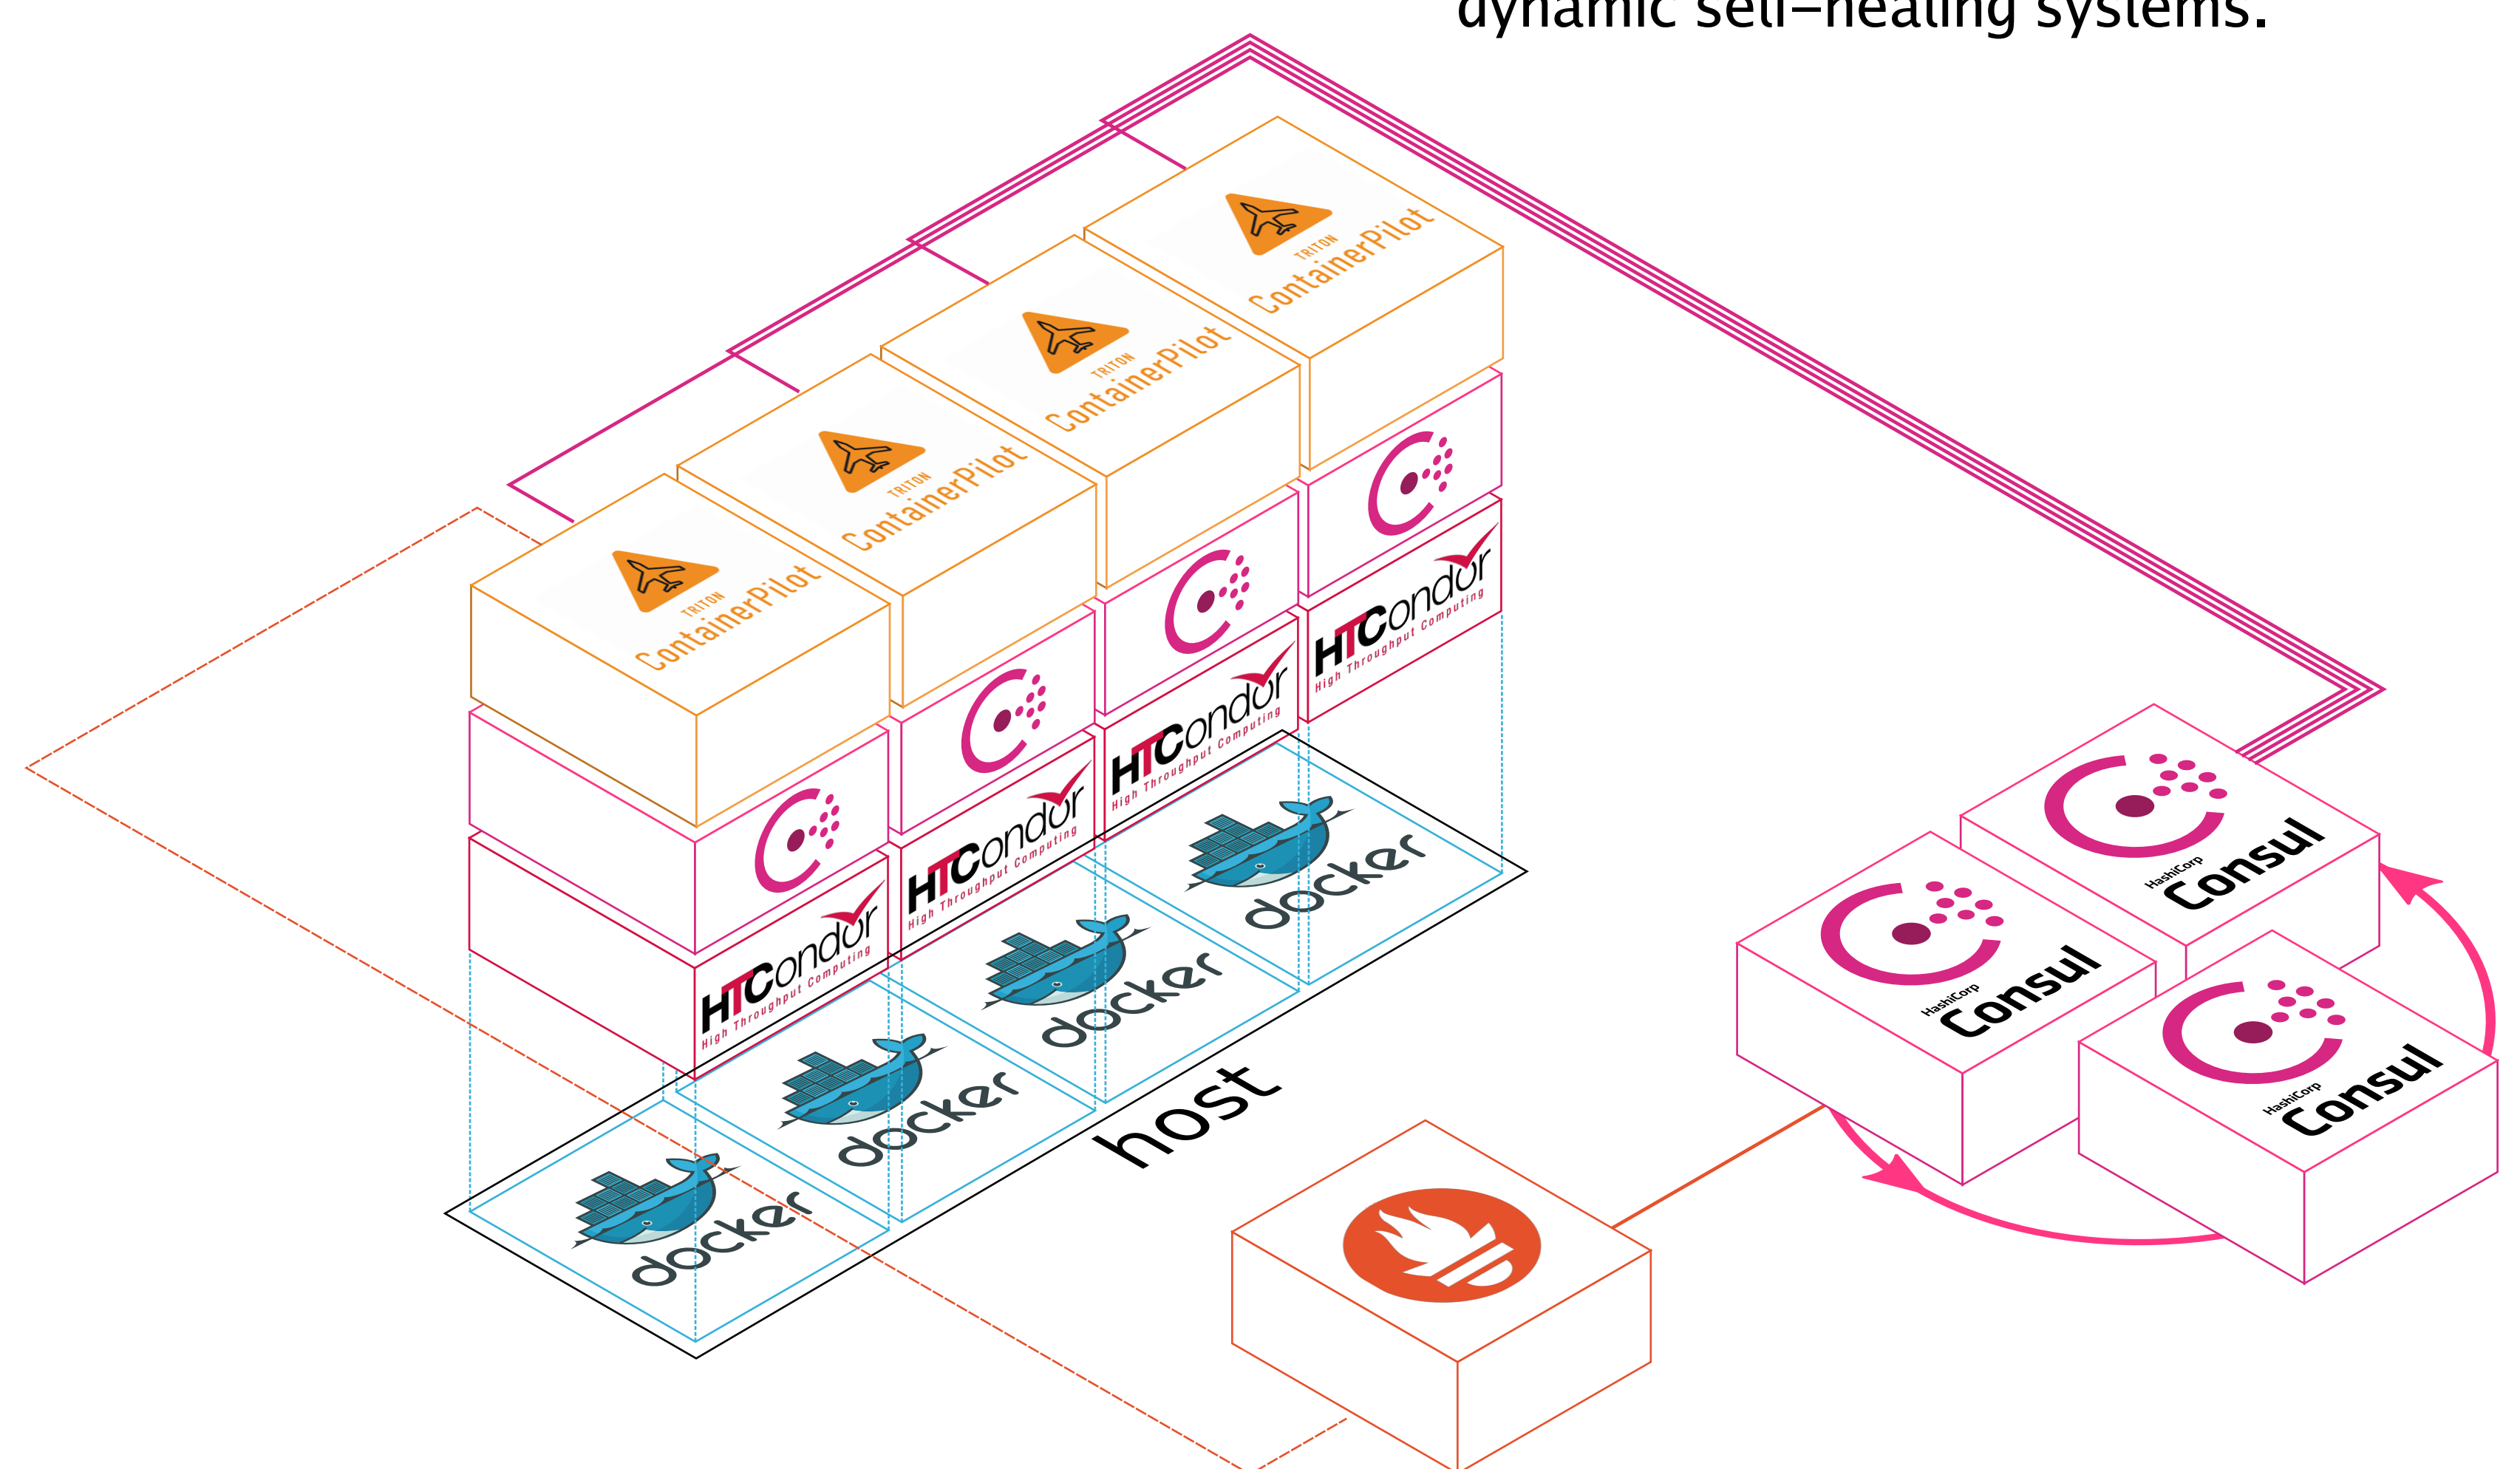 dynamic self-healing systems.
TRITON
ContainerPilot
TRITON
ContainerPilot
TRITON
ContainerPilot
TRITON
ContainerPilot
HTCondor
High Throughput Computing
HTCondor
High Throughput Computing
HTCondor
High Throughput Computing
HTCondor
High Throughput Computing
docker
docker
docker
docker
host
HashiCorp
Consul
HashiCorp
Consul
HashiCorp
Consul